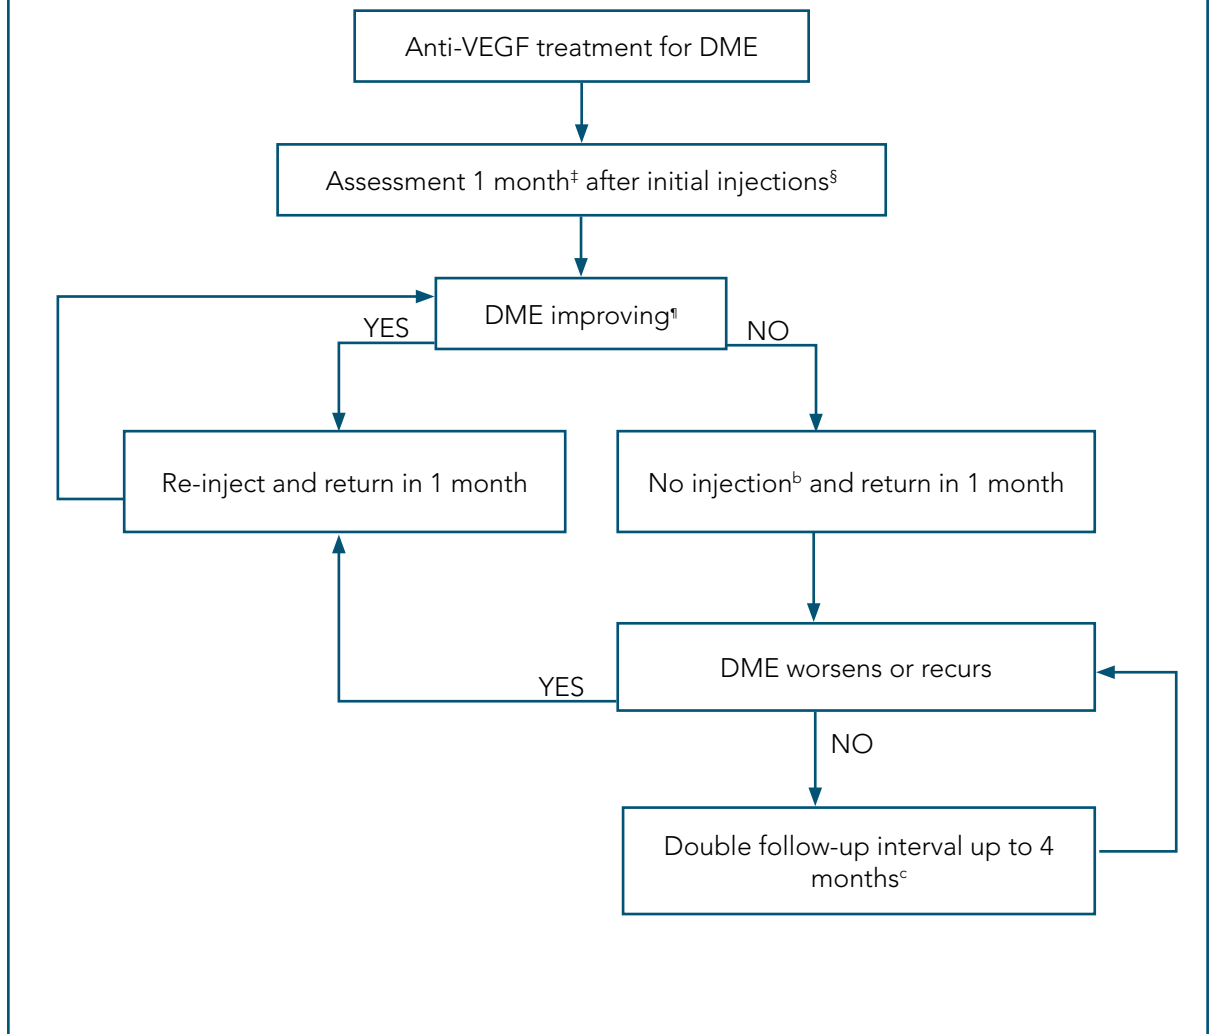 Anti-VEGF treatment for DME
Assessment 1 month‡ after initial injections§
DME improving¶
YES
NO
Re-inject and return in 1 month
No injectionᵇ and return in 1 month
DME worsens or recurs
YES
NO
Double follow-up interval up to 4
monthsᶜ